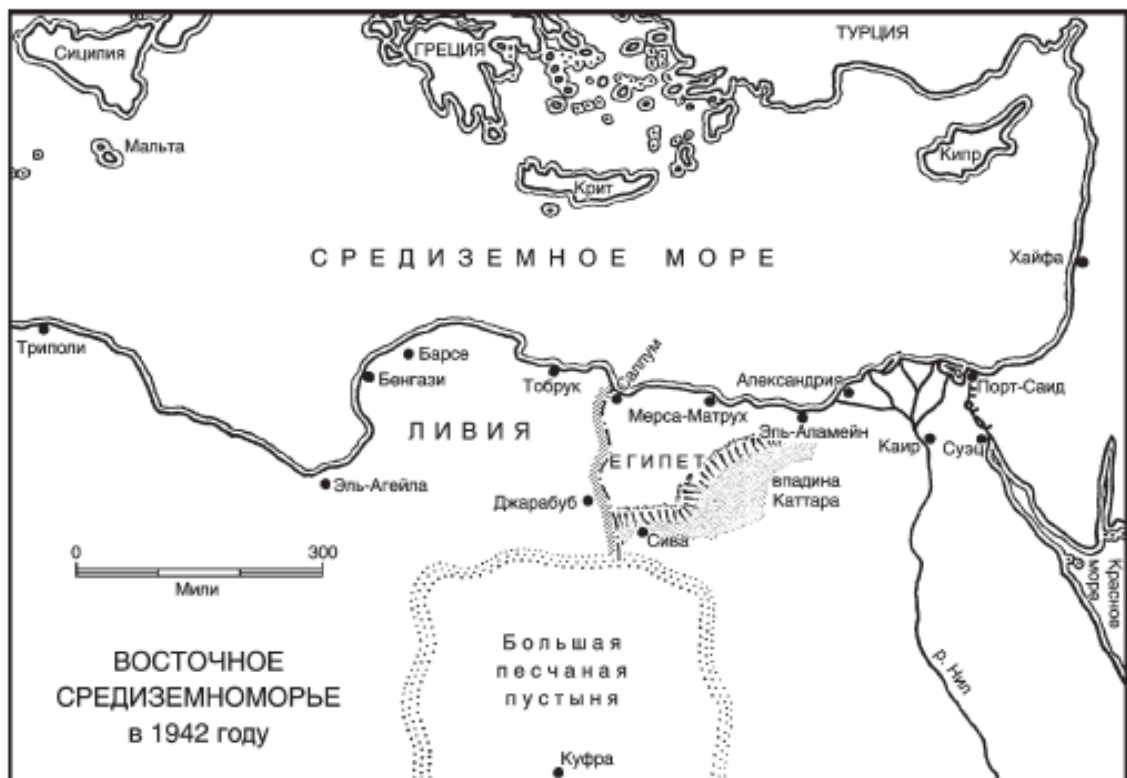 Сицилия
ГРЕЦИЯ
ТУРЦИЯ
Мальта
Крит
Кипр
СРЕДИЗЕМНОЕ МОРЕ
Хайфа
Триполи
Барсе
Бенгази
Тобрук
Саллум
Мерса-Матрух
Александрия
Порт-Саид
Эль-Аламейн
ЛИВИЯ
ЕГИПЕТ
Каир
Суэц
Эль-Агейла
Джарабуб
впадина
Каттара
Сива
0 300
Мили
Красное
море
Большая
песчаная
пустыня
р. Нил
ВОСТОЧНОЕ
СРЕДИЗЕМНОМОРЬЕ
в 1942 году
Куфра